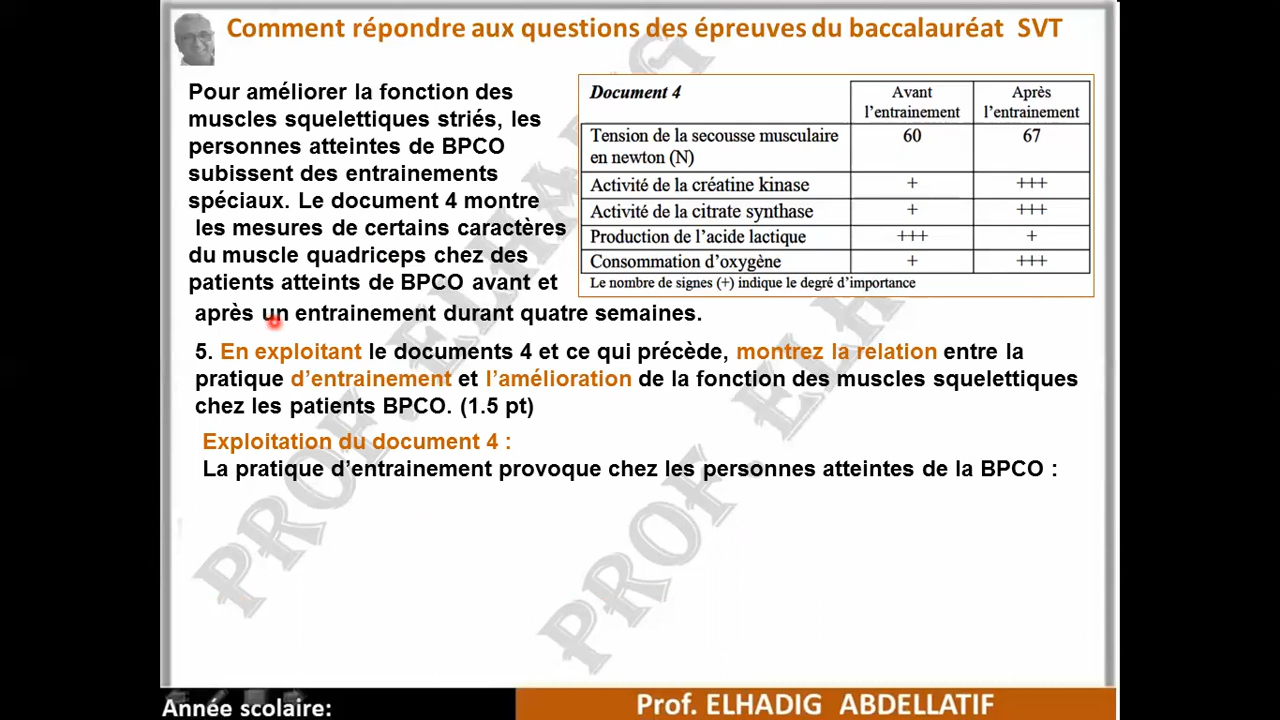 Comment répondre aux questions des épreuves du baccalauréat SVT
Pour améliorer la fonction des
muscles squelettiques striés, les
personnes atteintes de BPCO
subissent des entrainements
spéciaux. Le document 4 montre
les mesures de certains caractères
du muscle quadriceps chez des
patients atteints de BPCO avant et
après un entrainement durant quatre semaines.
Document 4 Avant l'entrainement Après l'entrainement
Tension de la secousse musculaire en newton (N) 60 67
Activité de la créatine kinase + +++
Activité de la citrate synthase + +++
Production de l'acide lactique +++ +
Consommation d'oxygène + +++
Le nombre de signes (+) indique le degré d'importance
5. En exploitant le documents 4 et ce qui précède, montrez la relation entre la
pratique d'entrainement et l'amélioration de la fonction des muscles squelettiques
chez les patients BPCO. (1.5 pt)
Exploitation du document 4 :
La pratique d'entrainement provoque chez les personnes atteintes de la BPCO :
PROF. ELHADIG
PROF. ELH
Année scolaire:
Prof. ELHADIG ABDELLATIF